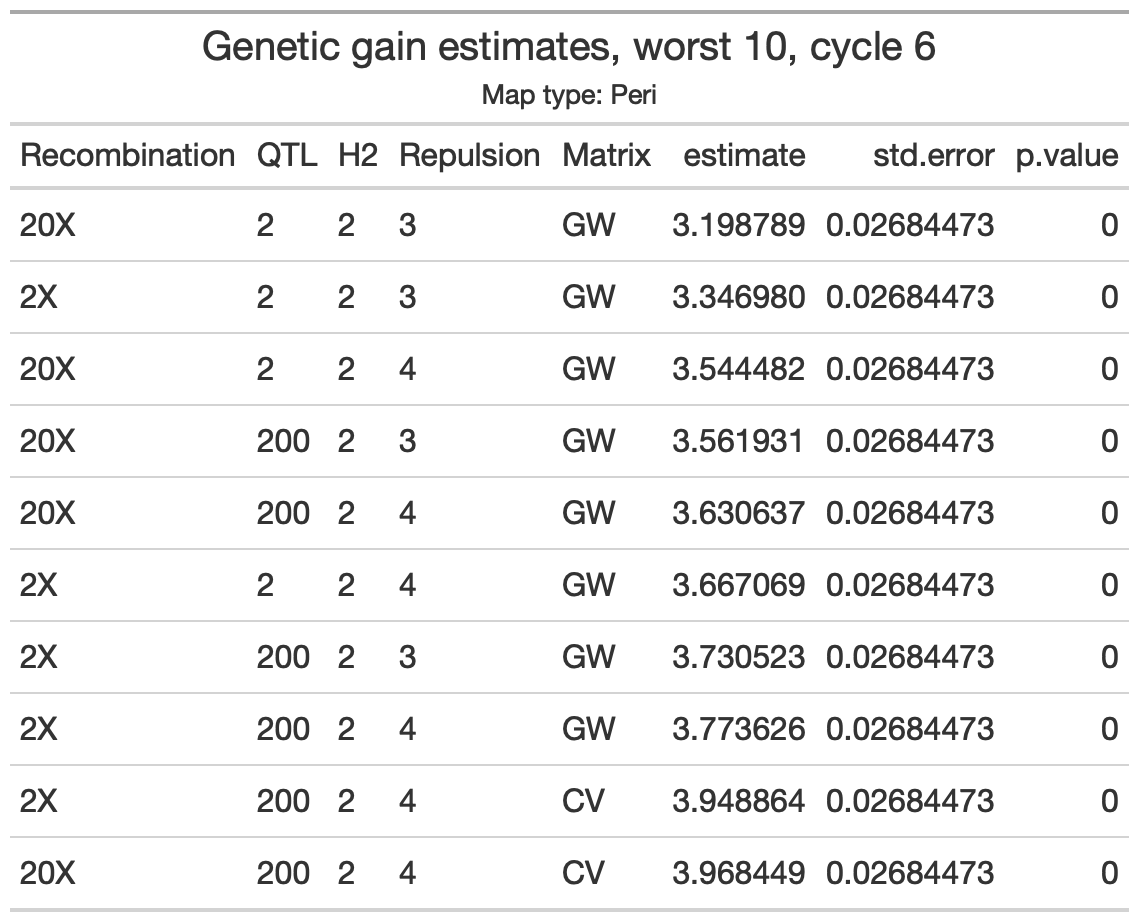 Genetic gain estimates, worst 10, cycle 6
Map type: Peri
Recombination QTL H2 Repulsion Matrix estimate std.error p.value
20X 2 2 3 GW 3.198789 0.02684473 0
2X 2 2 3 GW 3.346980 0.02684473 0
20X 2 2 4 GW 3.544482 0.02684473 0
20X 200 2 3 GW 3.561931 0.02684473 0
20X 200 2 4 GW 3.630637 0.02684473 0
2X 2 2 4 GW 3.667069 0.02684473 0
2X 200 2 3 GW 3.730523 0.02684473 0
2X 200 2 4 GW 3.773626 0.02684473 0
2X 200 2 4 CV 3.948864 0.02684473 0
20X 200 2 4 CV 3.968449 0.02684473 0